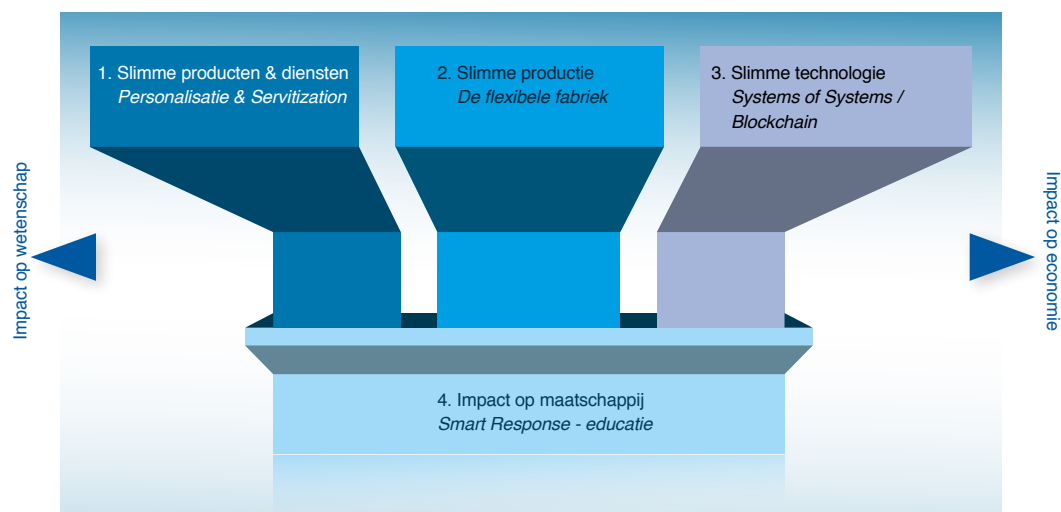 1. Slimme producten & diensten
Personalisatie & Servitization
2. Slimme productie
De flexibele fabriek
3. Slimme technologie
Systems of Systems /
Blockchain
Impact op wetenschap
Impact op economie
4. Impact op maatschappij
Smart Response - educatie